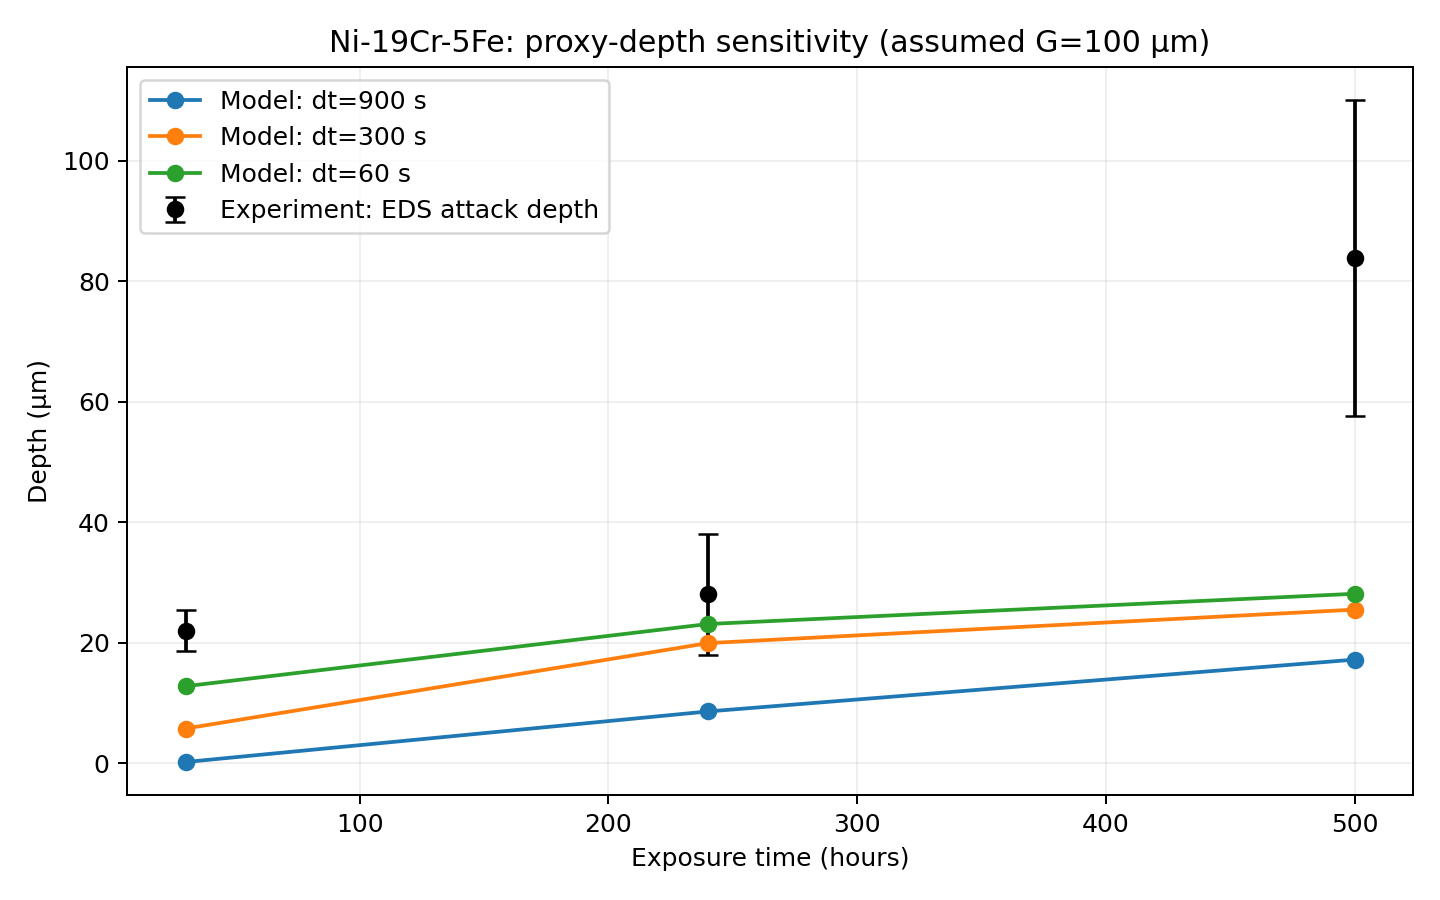 Ni-19Cr-5Fe: proxy-depth sensitivity (assumed G=100 µm)
Model: dt=900 s
Model: dt=300 s
Model: dt=60 s
Experiment: EDS attack depth
Depth (µm)
100
80
60
40
20
0
100 200 300 400 500
Exposure time (hours)